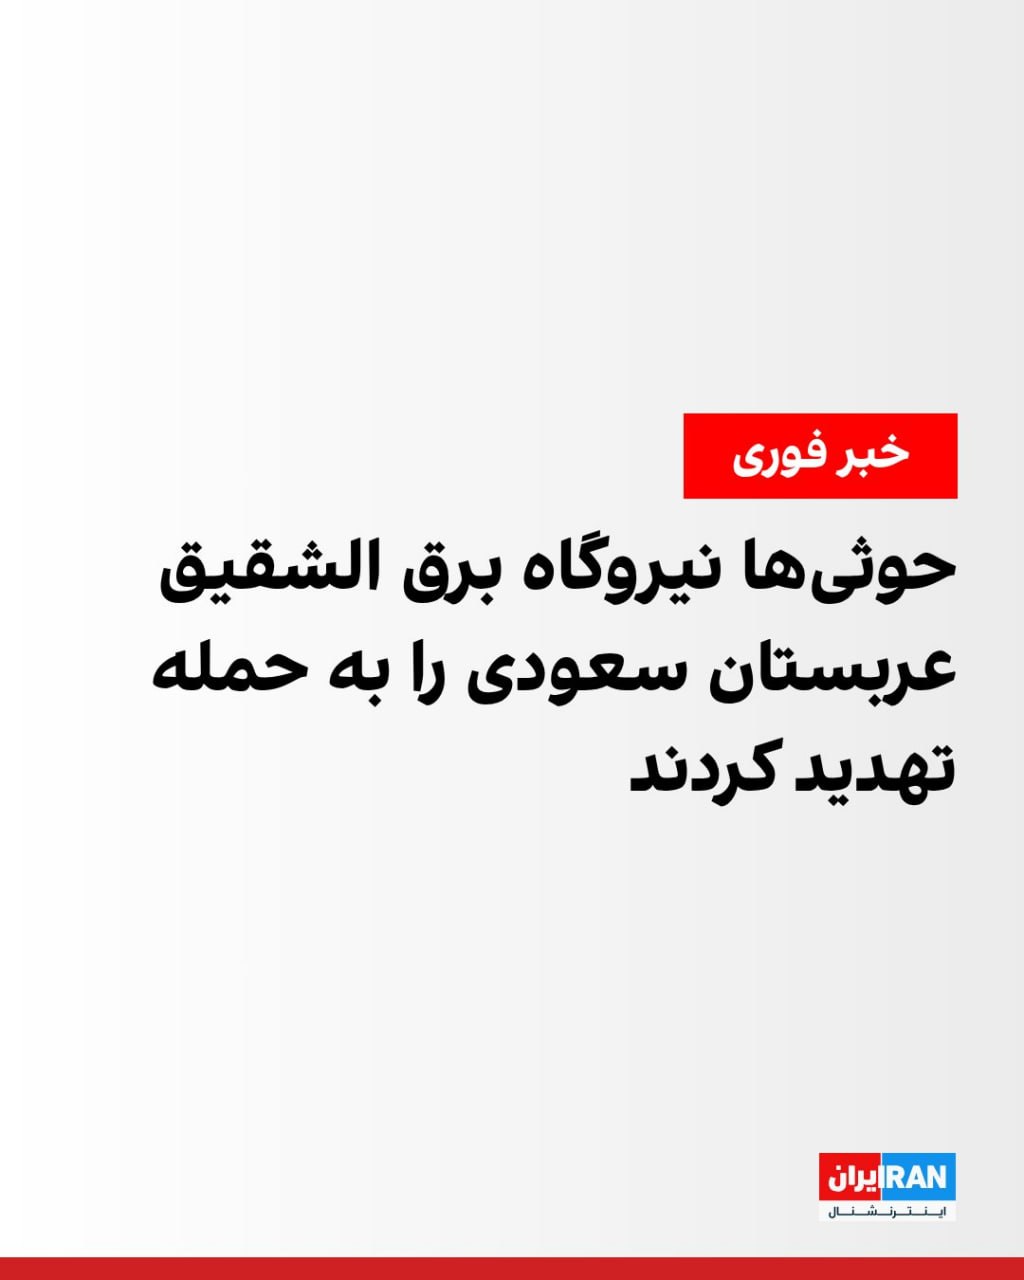 خبر فوری
حوثی‌ها نیروگاه برق الشقیق
عربستان سعودی را به حمله
تهدید کردند
ایران IRAN
اینترنشنال